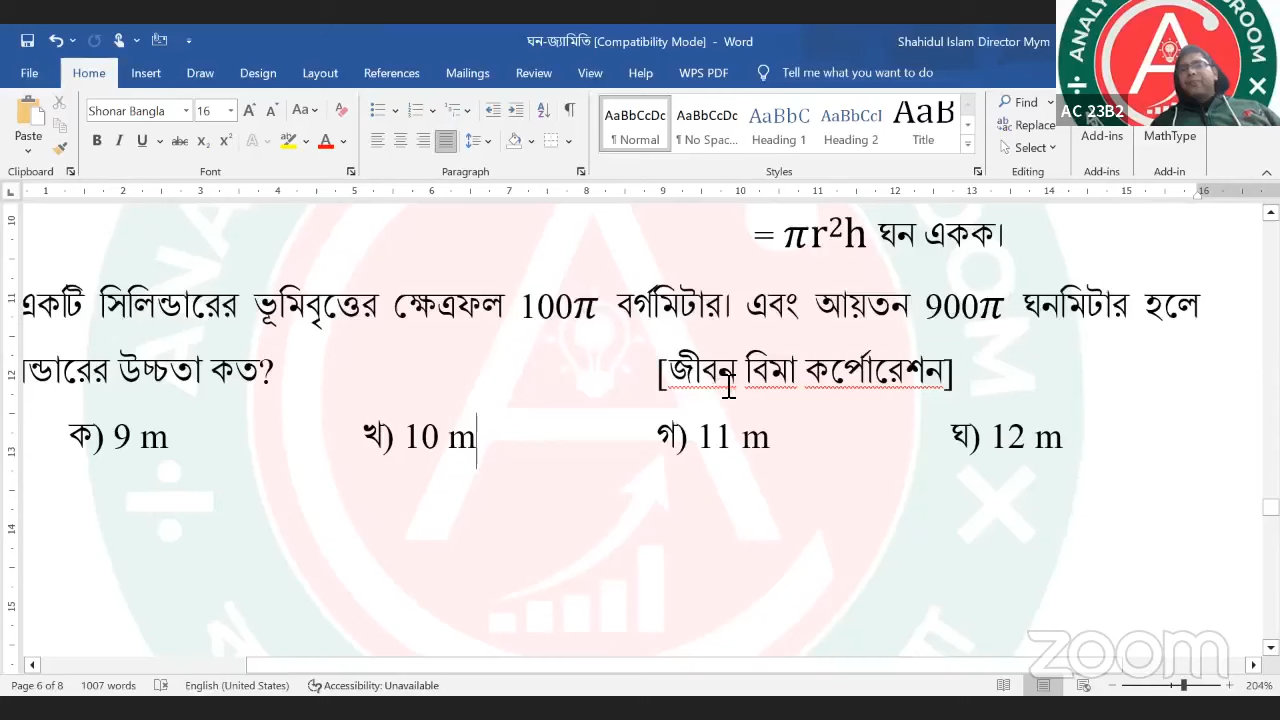 ঘন-জ্যামিতি [Compatibility Mode] - Word
Shahidul Islam Director Mym
File Home Insert Draw Design Layout References Mailings Review View Help WPS PDF Tell me what you want to do
Paste
Clipboard
Shonar Bangla 16
Font
Paragraph
AaBbCcDc AaBbCcDc AaBbC AaBbCcI AaB
¶ Normal ¶ No Spac... Heading 1 Heading 2 Title
Styles
Find
Replace
Select
Editing
Add-ins
Add-ins
MathType
Add-in
AC 23B2
= πr²h ঘন একক।
একটি সিলিন্ডারের ভূমিবৃত্তের ক্ষেত্রফল 100π বর্গমিটার। এবং আয়তন 900π ঘনমিটার হলে
ন্ডারের উচ্চতা কত? [জীবন বিমা কর্পোরেশন]
ক) 9 m খ) 10 m গ) 11 m ঘ) 12 m
zoom
Page 6 of 8 1007 words English (United States) Accessibility: Unavailable 204%